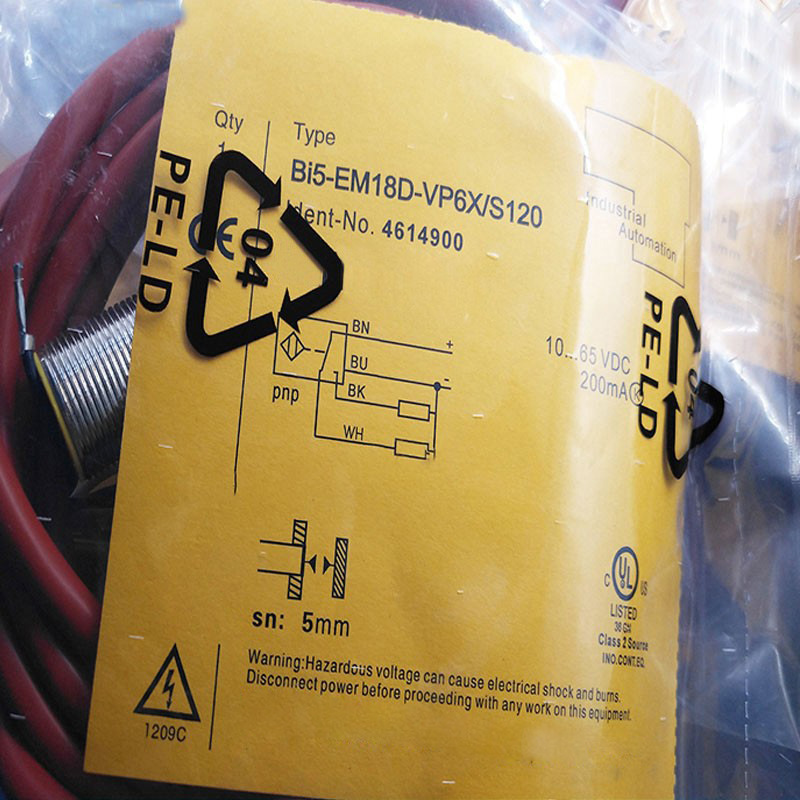 Qty
Type
Bi5-EM18D-VP6X/S120
Ident-No. 4614900
Industrial
Automation
PE-LD
04
CE
BN
+
BU
-
BK
pnp
WH
10...65 VDC
200mA K
PE-LD
04
sn: 5mm
C UL US
LISTED
Class 2 Source
IND.CONT.EQ.
Warning:Hazardous voltage can cause electrical shock and burns.
Disconnect power before proceeding with any work on this equipment.
1209C